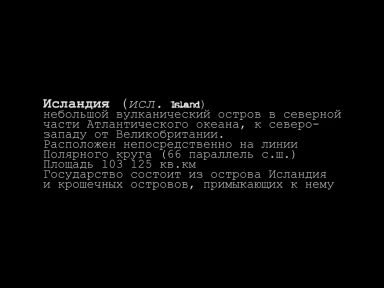 Исландия (исл. Island)
небольшой вулканический остров в северной
части Атлантического океана, к северо-
западу от Великобритании.
Расположен непосредственно на линии
Полярного круга (66 параллель с.ш.)
Площадь 103 125 кв.км
Государство состоит из острова Исландия
и крошечных островов, примыкающих к нему